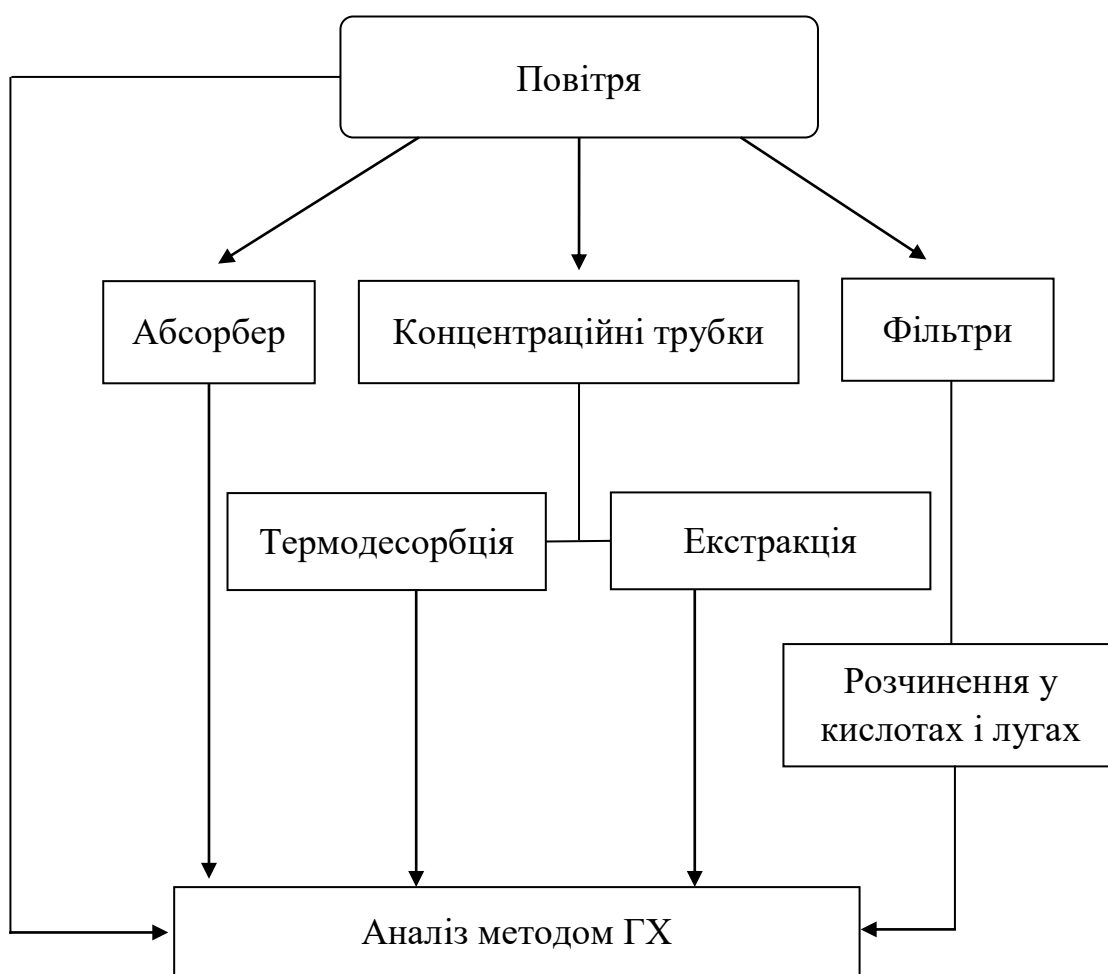 Повітря
Абсорбер
Концентраційні трубки
Фільтри
Термодесорбція
Екстракція
Розчинення у
кислотах і лугах
Аналіз методом ГХ